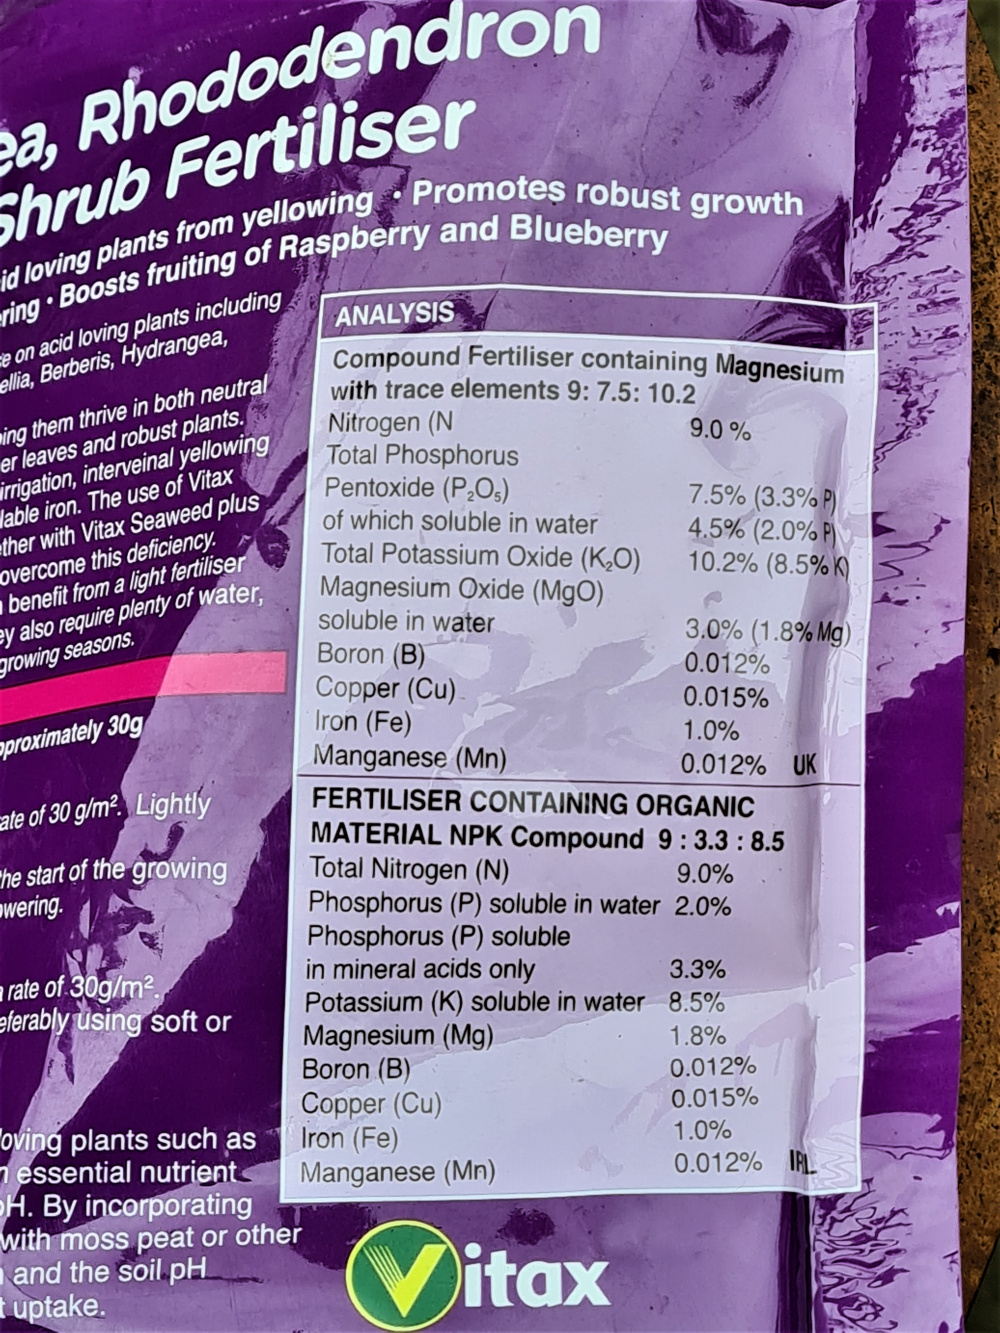 ea, Rhododendron
Shrub Fertiliser
id loving plants from yellowing • Promotes robust growth
ring • Boosts fruiting of Raspberry and Blueberry
e on acid loving plants including
ellia, Berberis, Hydrangea,
ing them thrive in both neutral
er leaves and robust plants.
irrigation, interveinal yellowing
lable iron. The use of Vitax
ether with Vitax Seaweed plus
overcome this deficiency.
benefit from a light fertiliser
ey also require plenty of water,
growing seasons.
pproximately 30g
ate of 30 g/m². Lightly
he start of the growing
owering.
a rate of 30g/m².
eferably using soft or
loving plants such as
n essential nutrient
pH. By incorporating
with moss peat or other
and the soil pH
t uptake.
ANALYSIS
Compound Fertiliser containing Magnesium
with trace elements 9: 7.5: 10.2
Nitrogen (N 9.0 %
Total Phosphorus
Pentoxide (P₂O₅) 7.5% (3.3% P)
of which soluble in water 4.5% (2.0% P)
Total Potassium Oxide (K₂O) 10.2% (8.5% K)
Magnesium Oxide (MgO)
soluble in water 3.0% (1.8% Mg)
Boron (B) 0.012%
Copper (Cu) 0.015%
Iron (Fe) 1.0%
Manganese (Mn) 0.012% UK
FERTILISER CONTAINING ORGANIC
MATERIAL NPK Compound 9 : 3.3 : 8.5
Total Nitrogen (N) 9.0%
Phosphorus (P) soluble in water 2.0%
Phosphorus (P) soluble
in mineral acids only 3.3%
Potassium (K) soluble in water 8.5%
Magnesium (Mg) 1.8%
Boron (B) 0.012%
Copper (Cu) 0.015%
Iron (Fe) 1.0%
Manganese (Mn) 0.012% IRL
Vitax